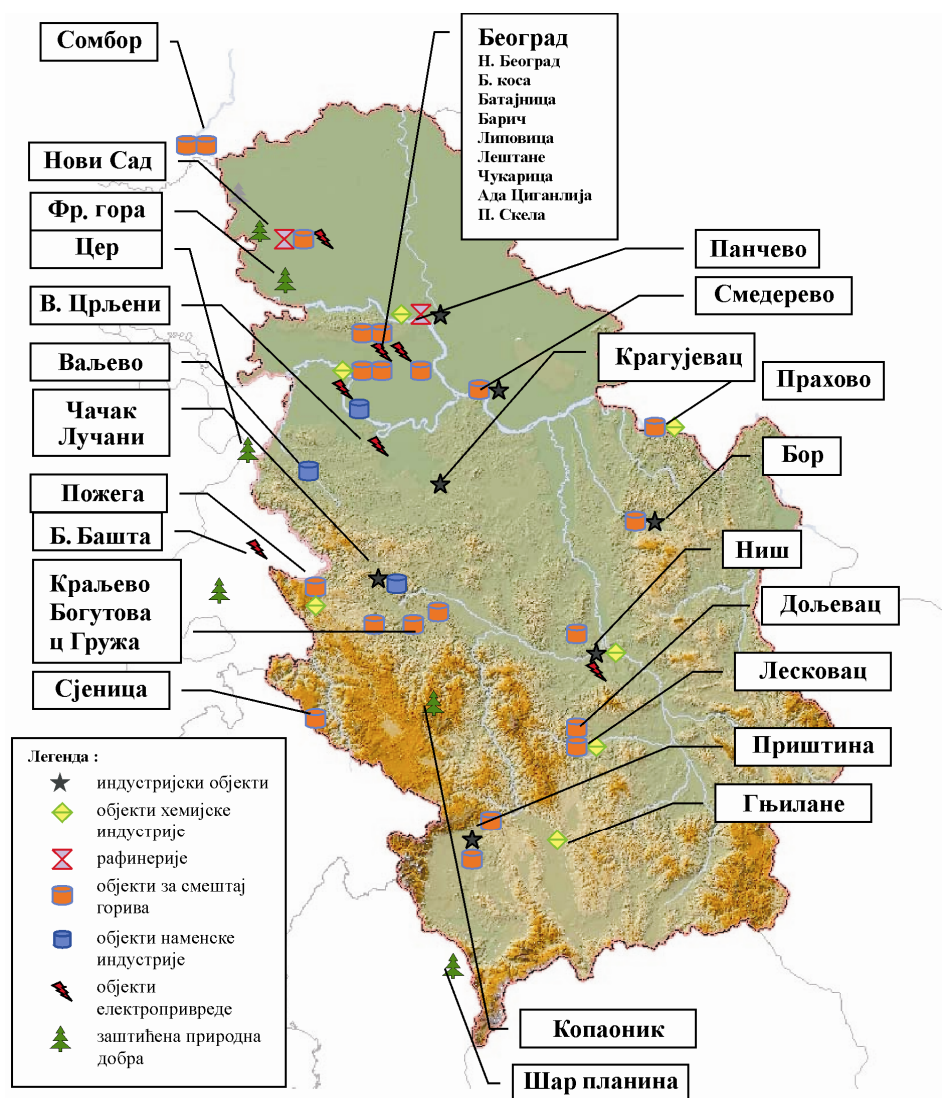 Сомбор
Београд
Н. Београд
Б. коса
Батајница
Барич
Липовица
Лештане
Чукарица
Ада Циганлија
П. Скела
Нови Сад
Фр. гора
Цер
В. Црљени
Ваљево
Чачак
Лучани
Пожега
Б. Башта
Краљево
Богутова
ц Гружа
Сјеница
Панчево
Смедерево
Крагујевац
Прахово
Бор
Ниш
Дољевац
Лесковац
Приштина
Гњилане
Копаоник
Шар планина
Легенда :
индустријски објекти
објекти хемијске
индустрије
рафинерије
објекти за смештај
горива
објекти наменске
индустрије
објекти
електропривреде
заштићена природна
добра